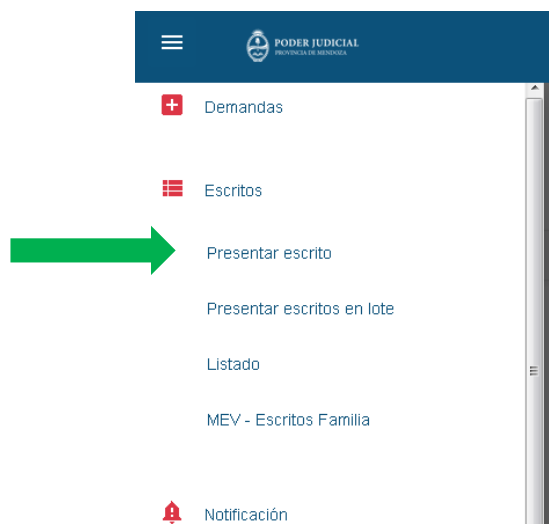 PODER JUDICIAL
PROVINCIA DE MENDOZA
Demandas
Escritos
Presentar escrito
Presentar escritos en lote
Listado
MEV - Escritos Familia
Notificación